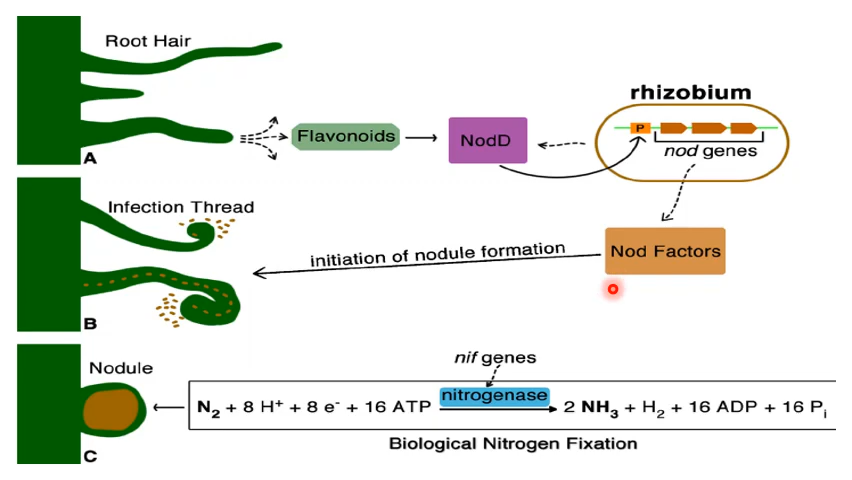 Root Hair
rhizobium
Flavonoids
NodD
P
nod genes
A
Infection Thread
initiation of nodule formation
Nod Factors
B
Nodule
nif genes
nitrogenase
N₂ + 8 H⁺ + 8 e⁻ + 16 ATP → 2 NH₃ + H₂ + 16 ADP + 16 Pᵢ
Biological Nitrogen Fixation
C